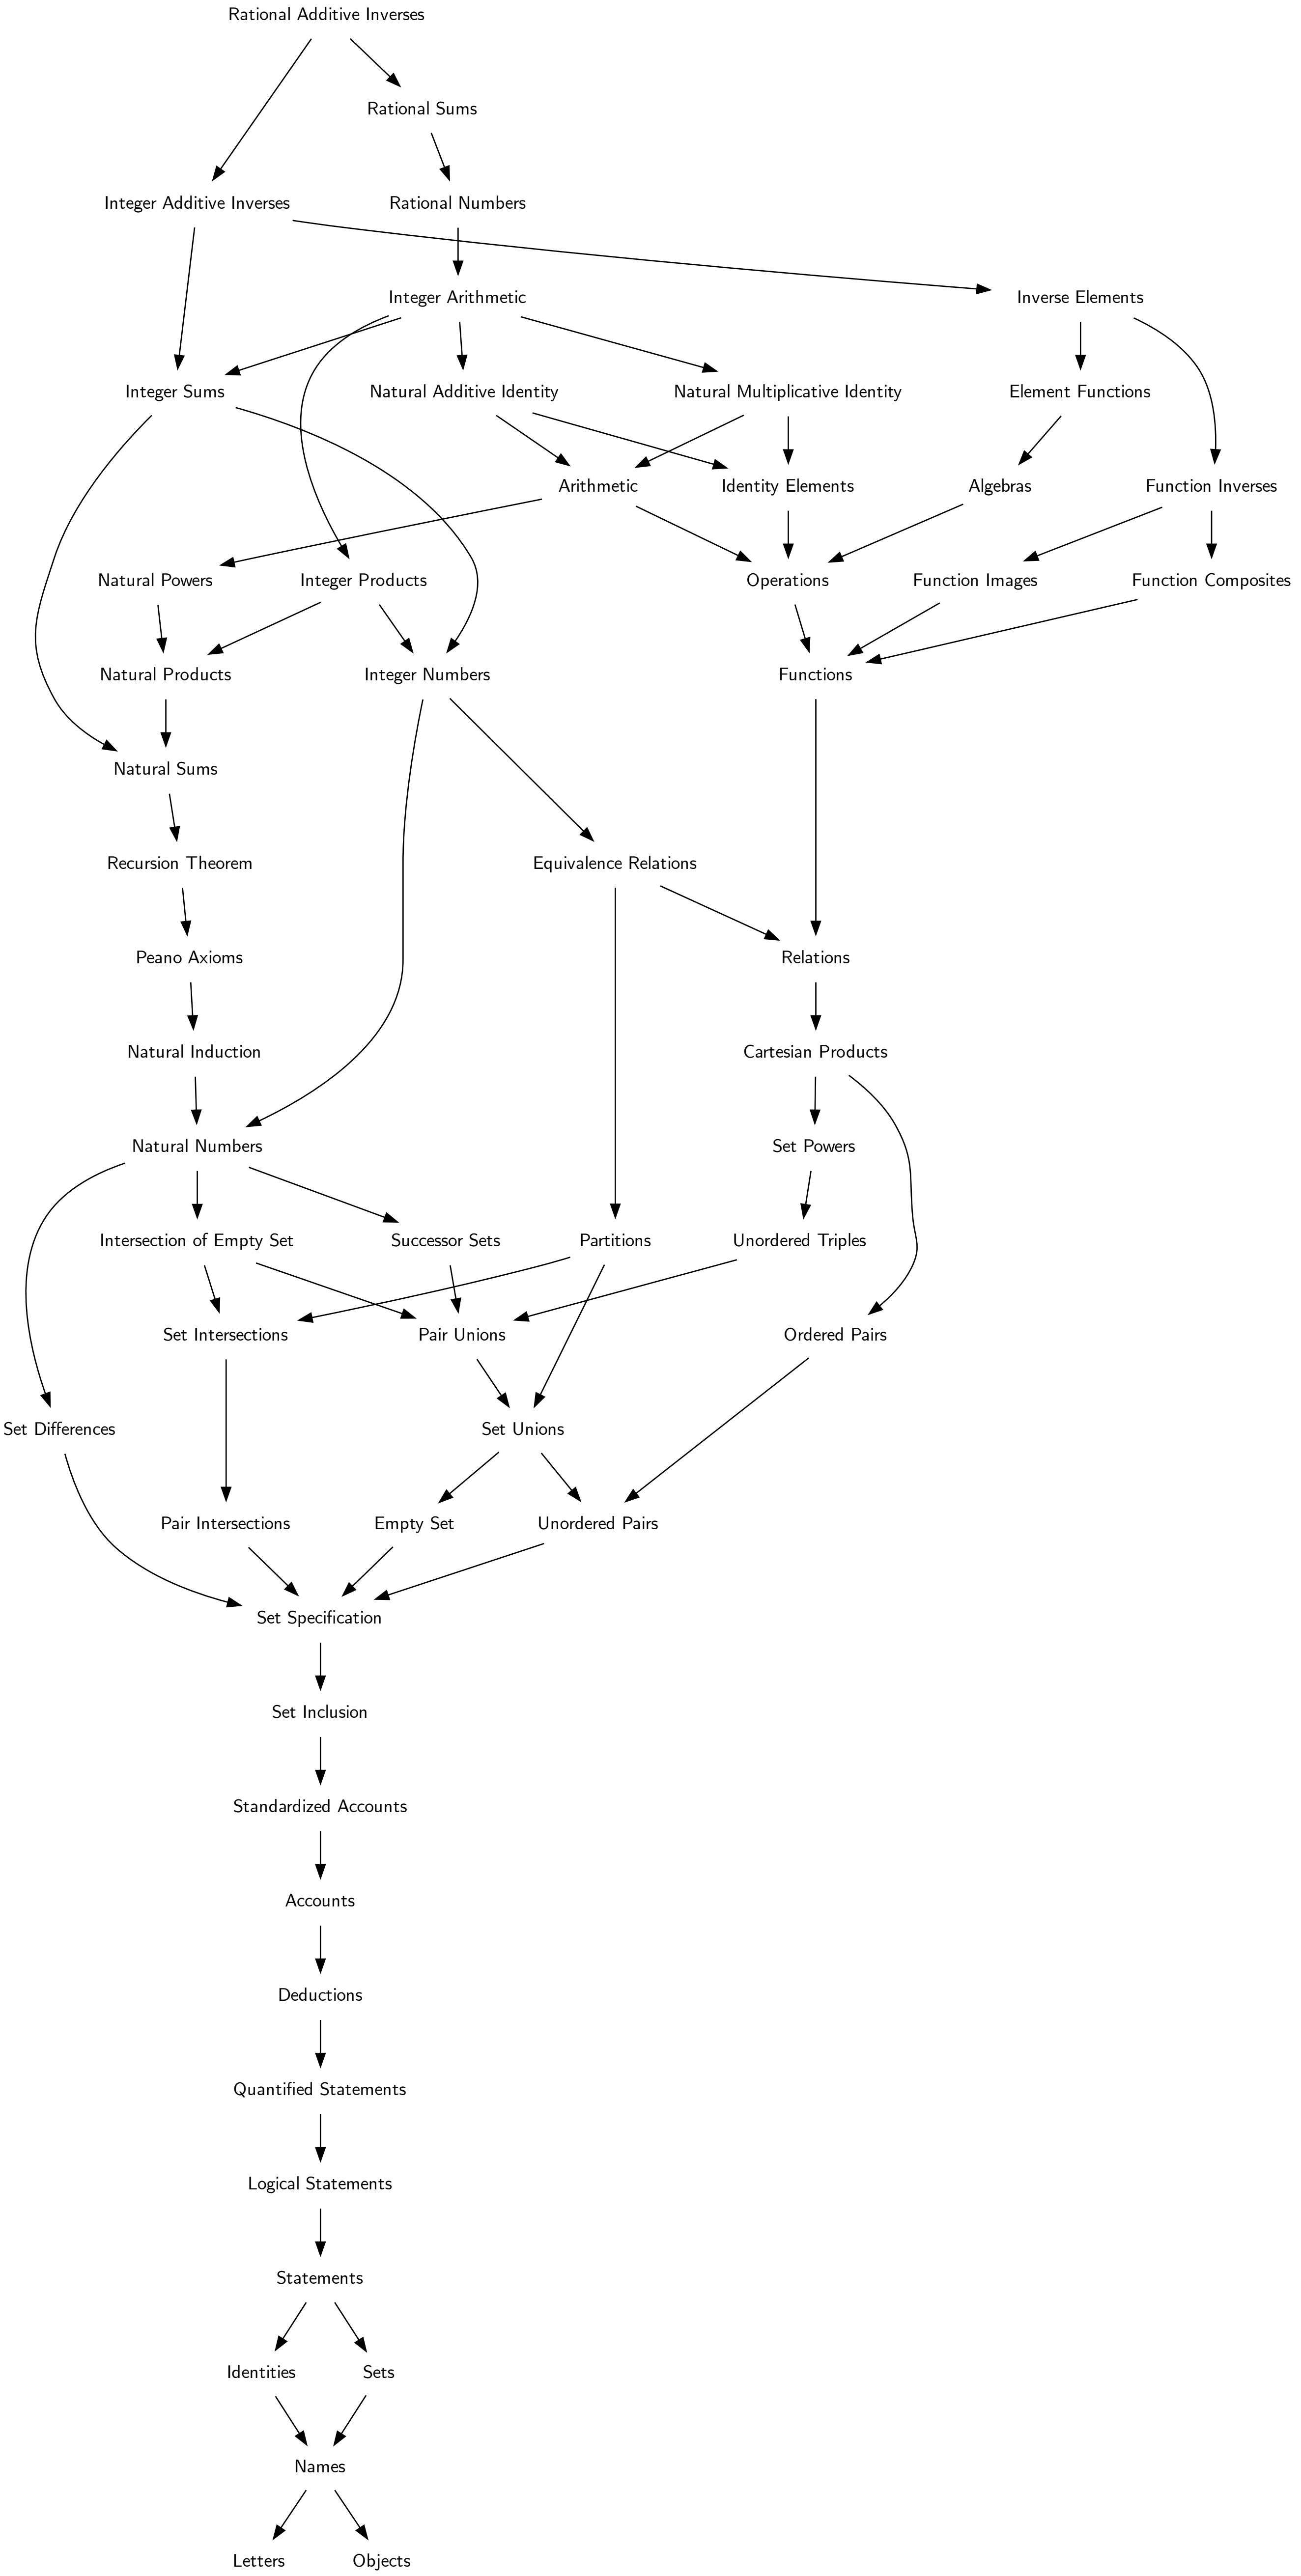 Rational Additive Inverses
Rational Sums
Integer Additive Inverses
Rational Numbers
Integer Arithmetic
Inverse Elements
Integer Sums
Natural Additive Identity
Natural Multiplicative Identity
Element Functions
Arithmetic
Identity Elements
Algebras
Function Inverses
Natural Powers
Integer Products
Operations
Function Images
Function Composites
Natural Products
Integer Numbers
Functions
Natural Sums
Recursion Theorem
Equivalence Relations
Peano Axioms
Relations
Natural Induction
Cartesian Products
Natural Numbers
Set Powers
Intersection of Empty Set
Successor Sets
Partitions
Unordered Triples
Set Intersections
Pair Unions
Ordered Pairs
Set Differences
Set Unions
Pair Intersections
Empty Set
Unordered Pairs
Set Specification
Set Inclusion
Standardized Accounts
Accounts
Deductions
Quantified Statements
Logical Statements
Statements
Identities
Sets
Names
Letters
Objects